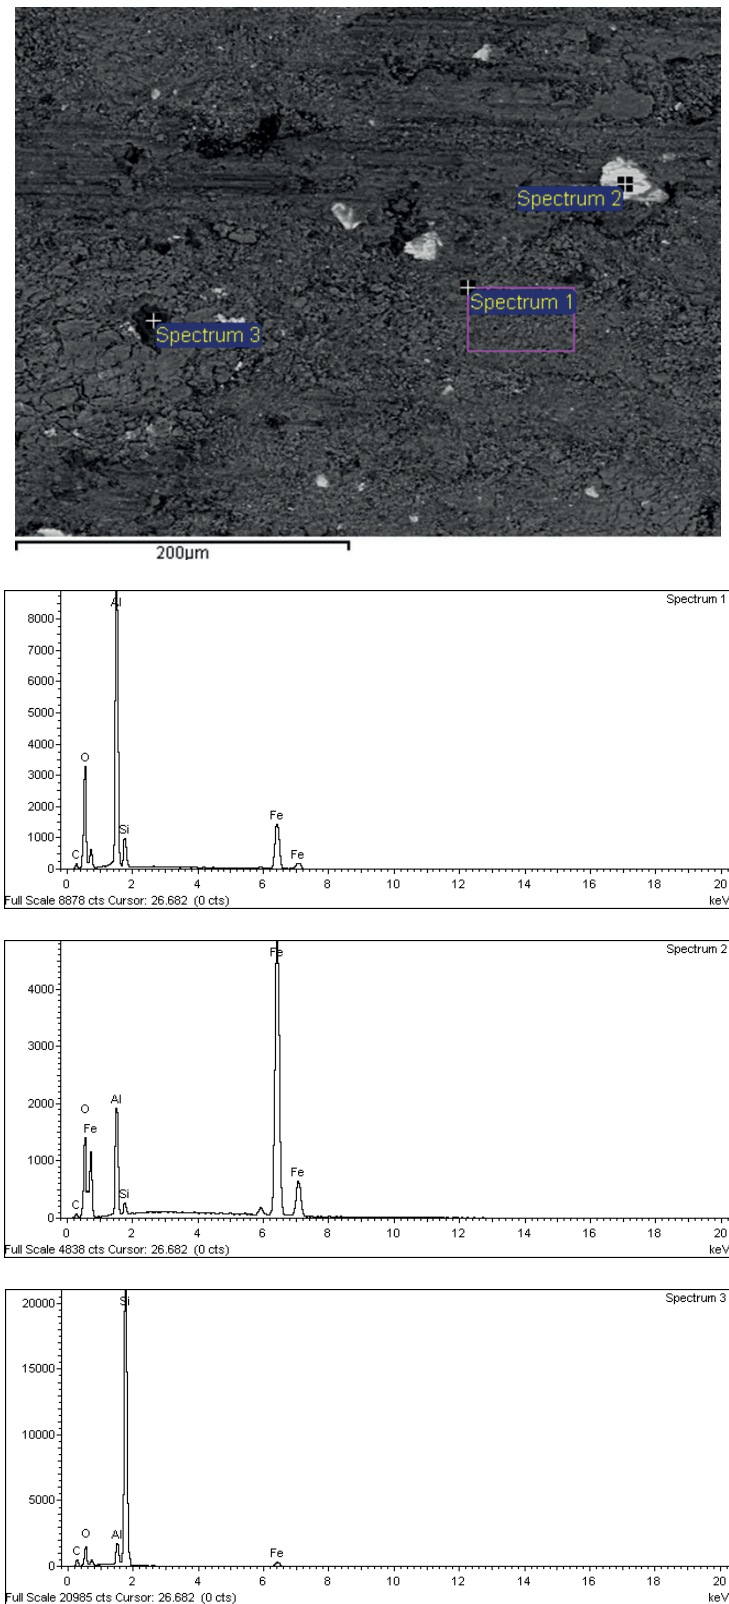 Spectrum 2
Spectrum 1
Spectrum 3
200µm
Spectrum 1
Al
8000
7000
6000
5000
4000
3000
2000
1000
0
O
C
Si
Fe
Fe
0 2 4 6 8 10 12 14 16 18 20
Full Scale 8878 cts Cursor: 26.682 (0 cts)
keV
Spectrum 2
Fe
4000
3000
2000
1000
0
O
Fe
Al
C
Si
Fe
0 2 4 6 8 10 12 14 16 18 20
Full Scale 4838 cts Cursor: 26.682 (0 cts)
keV
Spectrum 3
Si
20000
15000
10000
5000
0
C
O
Al
Fe
0 2 4 6 8 10 12 14 16 18 20
Full Scale 20985 cts Cursor: 26.682 (0 cts)
keV